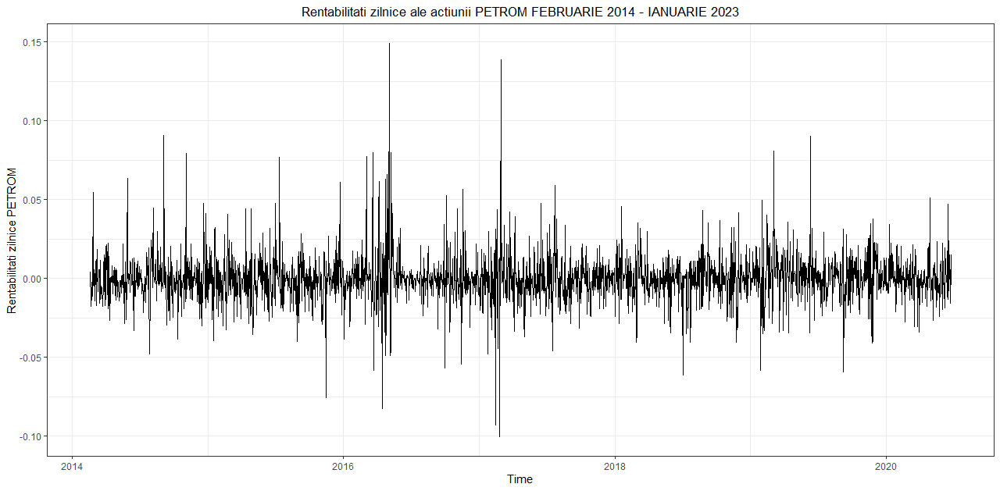 Rentabilitati zilnice ale actiunii PETROM FEBRUARIE 2014 - IANUARIE 2023
Rentabilitati zilnice PETROM
0.15
0.10
0.05
0.00
-0.05
-0.10
2014 2016 2018 2020
Time